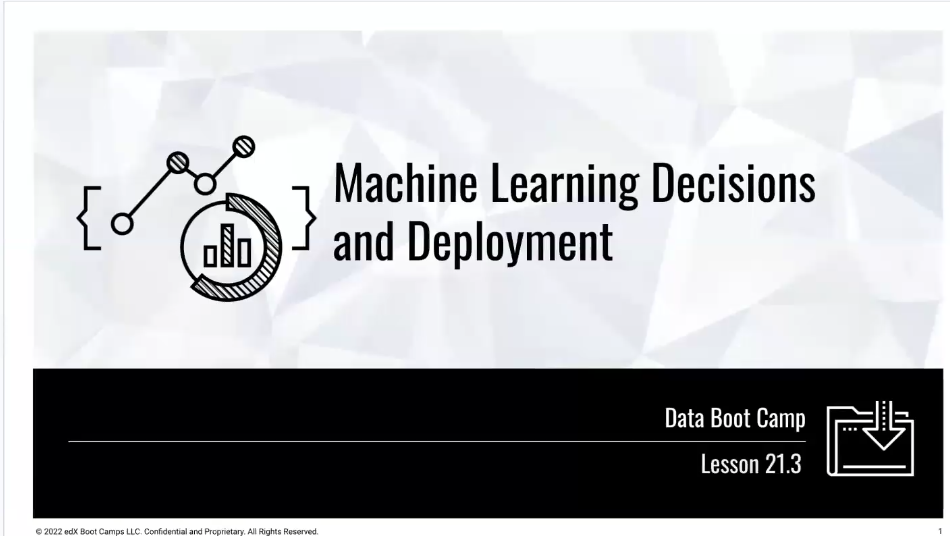 Machine Learning Decisions
and Deployment
Data Boot Camp
Lesson 21.3
© 2022 edX Boot Camps LLC. Confidential and Proprietary. All Rights Reserved.
1